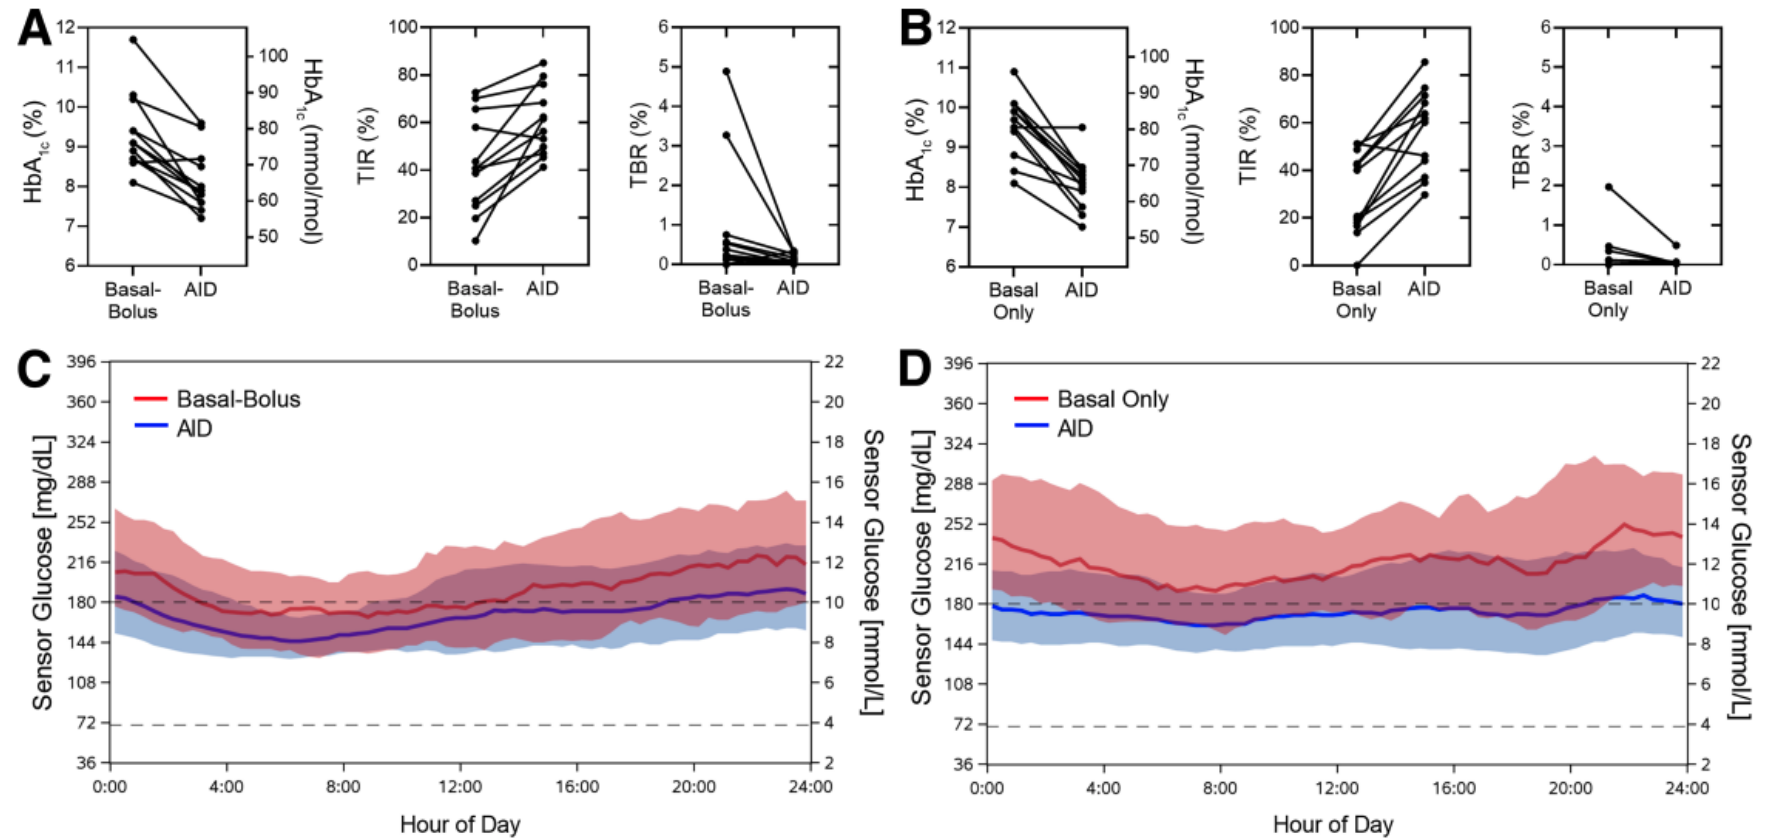 A
HbA1c (%)
12
11
10
9
8
7
6
100
90
80
70
60
50
HbA1c (mmol/mol)
Basal-
Bolus
AID
TIR (%)
100
80
60
40
20
0
Basal-
Bolus
AID
TBR (%)
6
5
4
3
2
1
0
Basal-
Bolus
AID
B
HbA1c (%)
12
11
10
9
8
7
6
100
90
80
70
60
50
HbA1c (mmol/mol)
Basal
Only
AID
TIR (%)
100
80
60
40
20
0
Basal
Only
AID
TBR (%)
6
5
4
3
2
1
0
Basal
Only
AID
C
Sensor Glucose [mg/dL]
396
360
324
288
252
216
180
144
108
72
36
Basal-Bolus
AID
22
20
18
16
14
12
10
8
6
4
2
Sensor Glucose [mmol/L]
0:00 4:00 8:00 12:00 16:00 20:00 24:00
Hour of Day
D
Sensor Glucose [mg/dL]
396
360
324
288
252
216
180
144
108
72
36
Basal Only
AID
22
20
18
16
14
12
10
8
6
4
2
Sensor Glucose [mmol/L]
0:00 4:00 8:00 12:00 16:00 20:00 24:00
Hour of Day